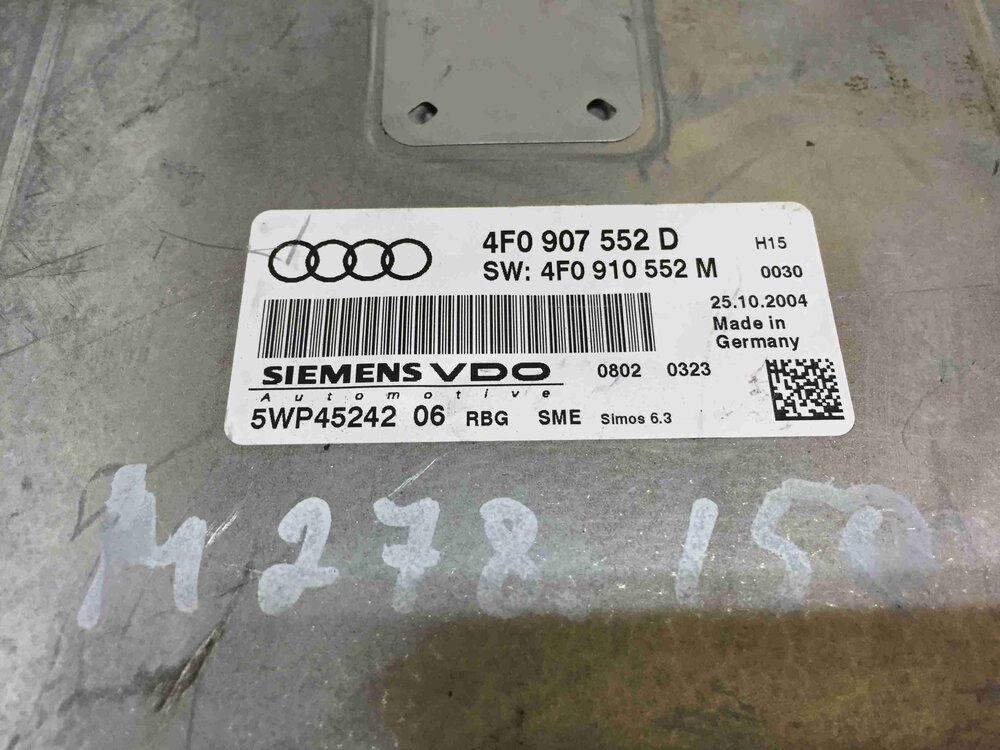 4F0 907 552 D H15
SW: 4F0 910 552 M 0030
25.10.2004
Made in
Germany
SIEMENS VDO 0802 0323
Automotive
5WP45242 06 RBG SME Simos 6.3
M 278 150